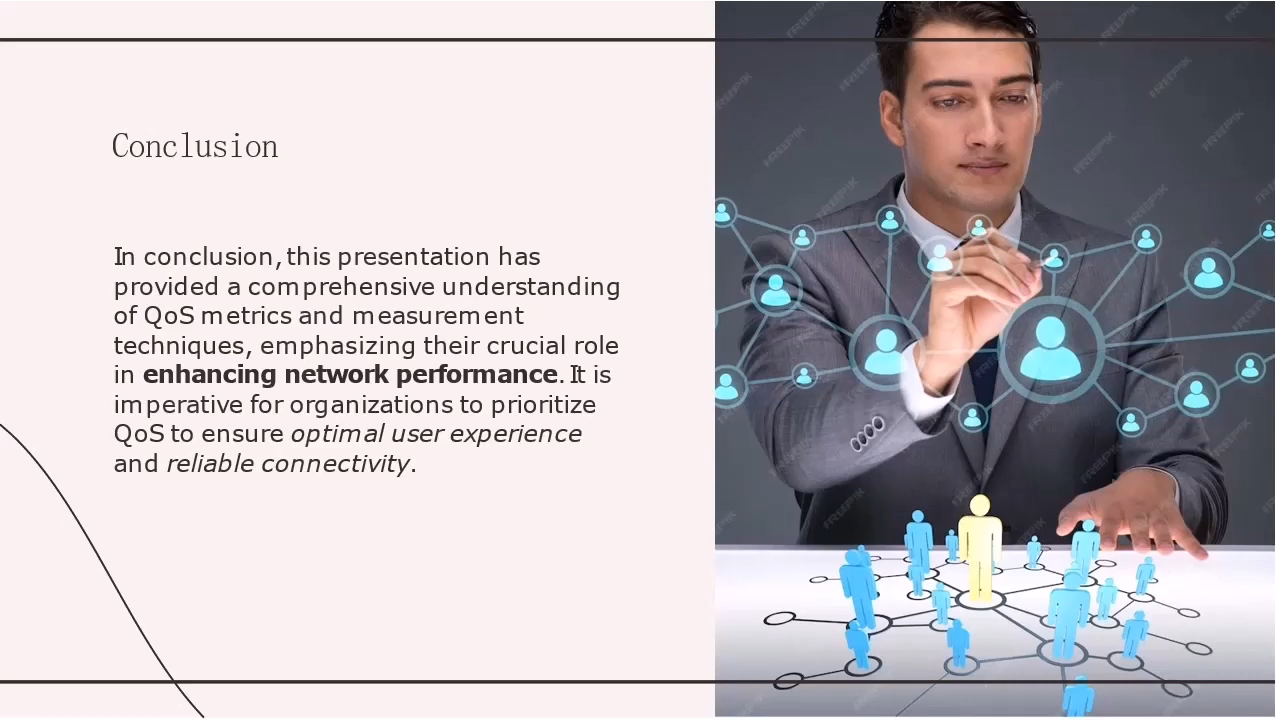 Conclusion
In conclusion, this presentation has
provided a comprehensive understanding
of QoS metrics and measurement
techniques, emphasizing their crucial role
in enhancing network performance. It is
imperative for organizations to prioritize
QoS to ensure optimal user experience
and reliable connectivity.
FREEPIK